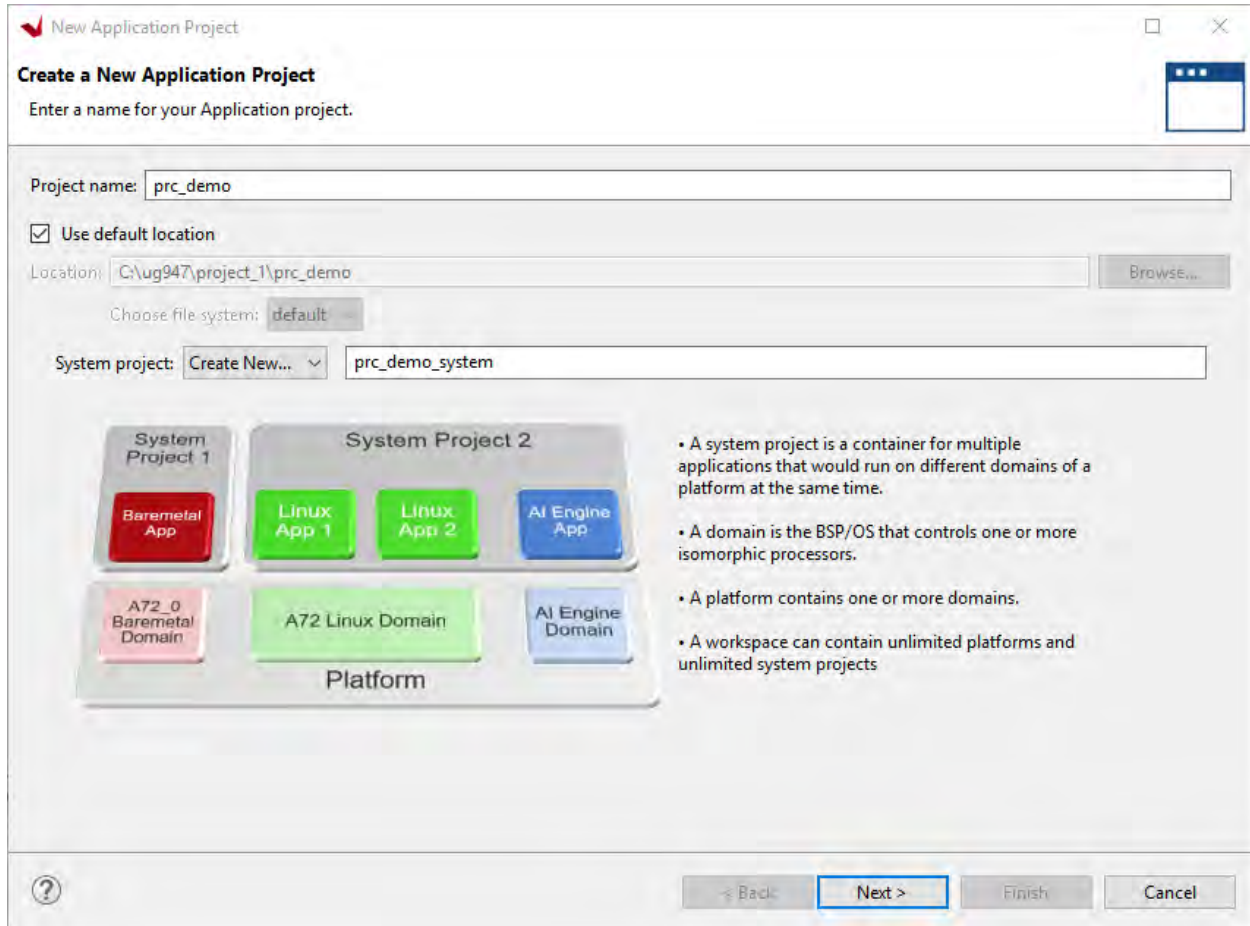 New Application Project
Create a New Application Project
Enter a name for your Application project.
Project name: prc_demo
Use default location
Location: C:\ug947\project_1\prc_demo Browse...
Choose file system: default
System project: Create New... prc_demo_system
System
Project 1
System Project 2
Baremetal
App
Linux
App 1
Linux
App 2
AI Engine
App
A72_0
Baremetal
Domain
A72 Linux Domain
AI Engine
Domain
Platform
• A system project is a container for multiple
applications that would run on different domains of a
platform at the same time.
• A domain is the BSP/OS that controls one or more
isomorphic processors.
• A platform contains one or more domains.
• A workspace can contain unlimited platforms and
unlimited system projects
? < Back Next > Finish Cancel